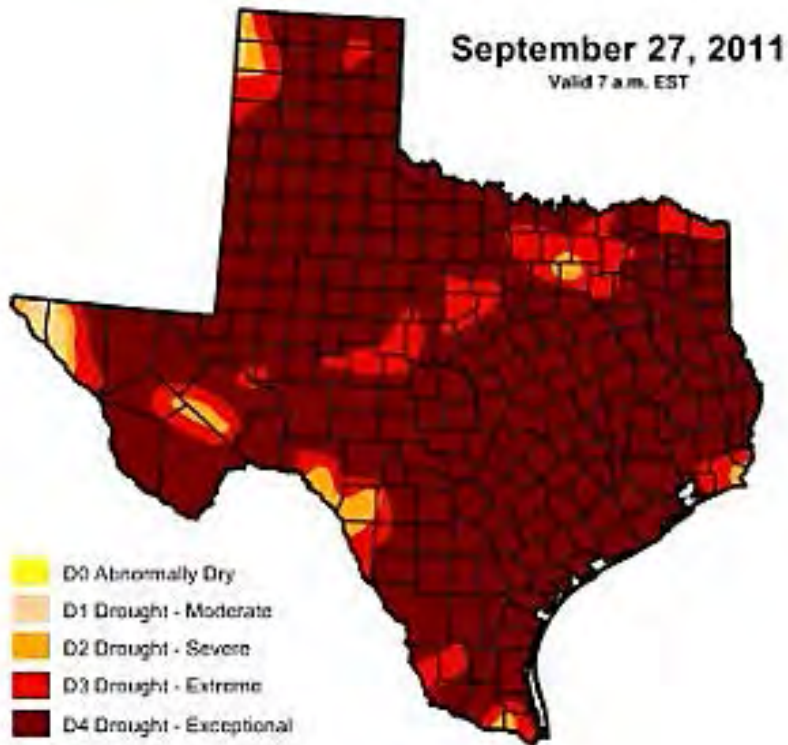 September 27, 2011
Valid 7 a.m. EST
D0 Abnormally Dry
D1 Drought - Moderate
D2 Drought - Severe
D3 Drought - Extreme
D4 Drought - Exceptional